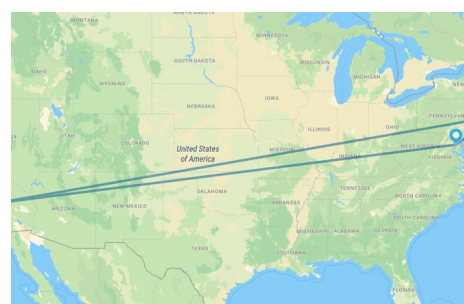 MONTANA
NORTH DAKOTA
MINNESOTA
SOUTH DAKOTA
WISCONSIN
IDAHO
MICHIGAN
WYOMING
IOWA
NEBRASKA
PENNSYLVAN
OHIO
ILLINOIS
INDIANA
UTAH
COLORADO
United States
of America
MISSOURI
WEST VIRGINIA
VIRGINIA
OKLAHOMA
TENNESSEE
NORTH CAROLINA
ARIZONA
NEW MEXICO
ARKANSAS
SOUTH CAROLINA
MISSISSIPPI
ALABAMA
GEORGIA
TEXAS
LOUISIANA
FLORIDA